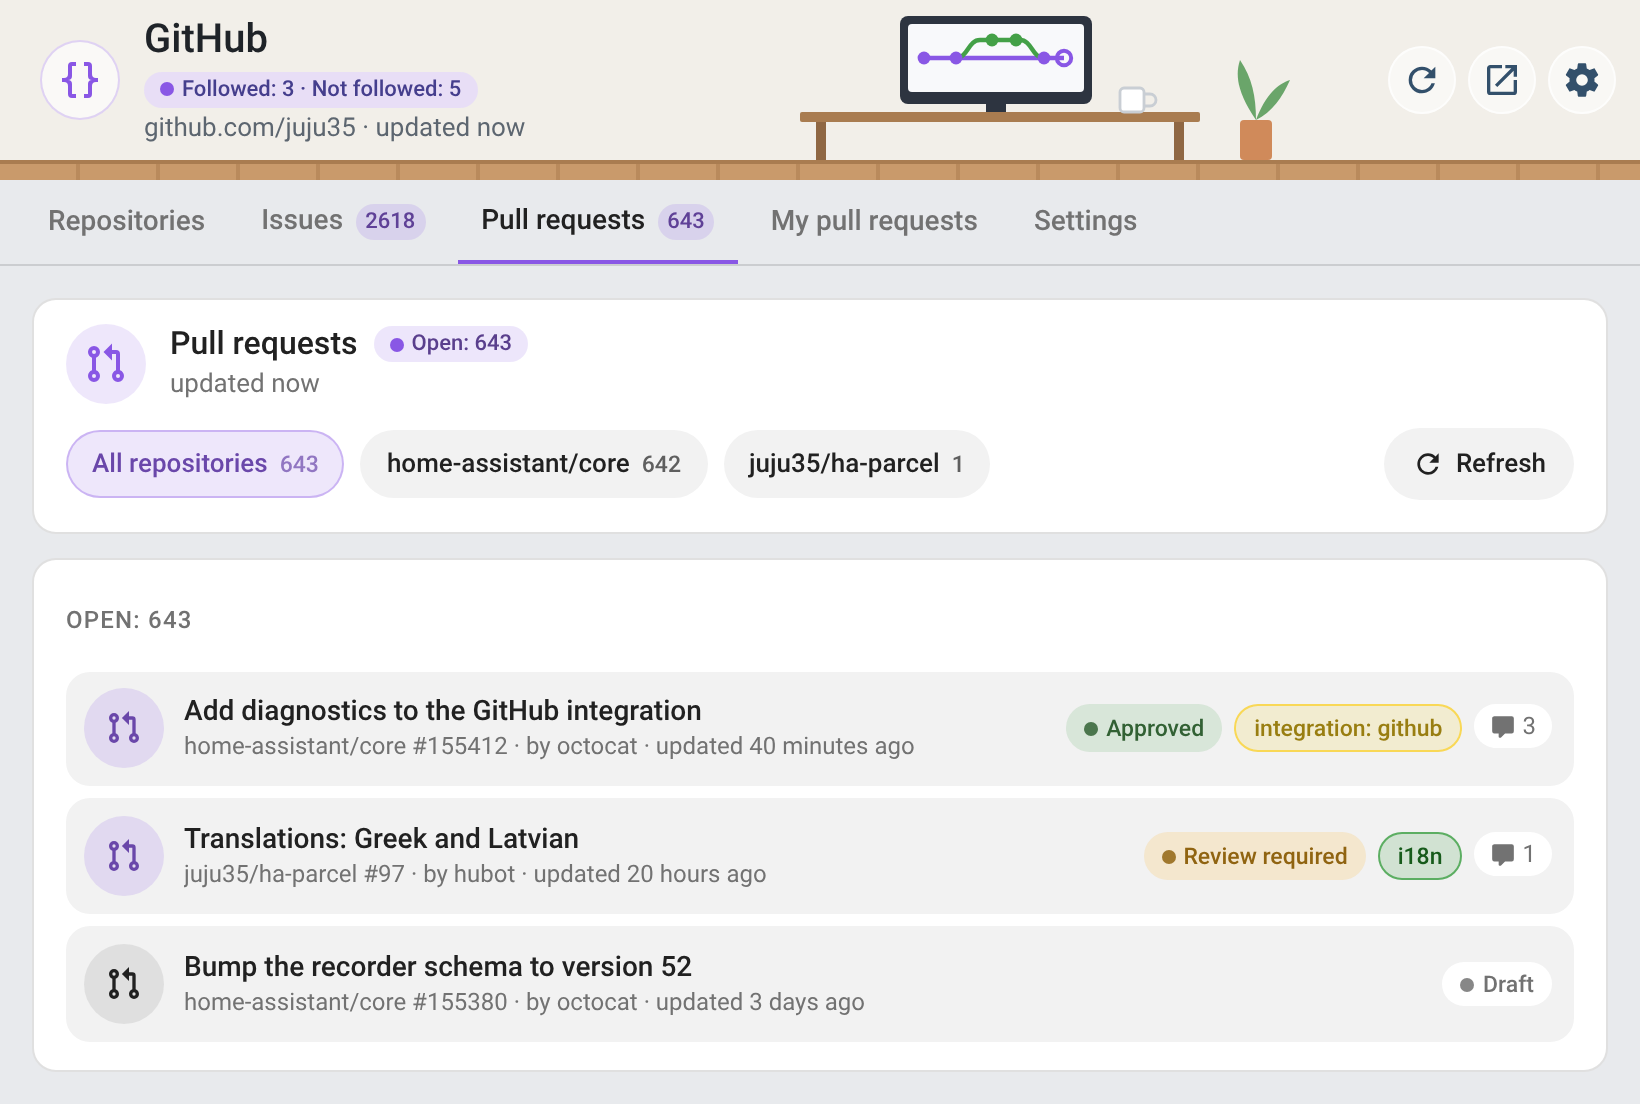 GitHub
Followed: 3 · Not followed: 5
github.com/juju35 · updated now
Repositories
Issues 2618
Pull requests 643
My pull requests
Settings
Pull requests
Open: 643
updated now
All repositories 643
home-assistant/core 642
juju35/ha-parcel 1
Refresh
OPEN: 643
Add diagnostics to the GitHub integration
home-assistant/core #155412 · by octocat · updated 40 minutes ago
Approved
integration: github
3
Translations: Greek and Latvian
juju35/ha-parcel #97 · by hubot · updated 20 hours ago
Review required
i18n
1
Bump the recorder schema to version 52
home-assistant/core #155380 · by octocat · updated 3 days ago
Draft